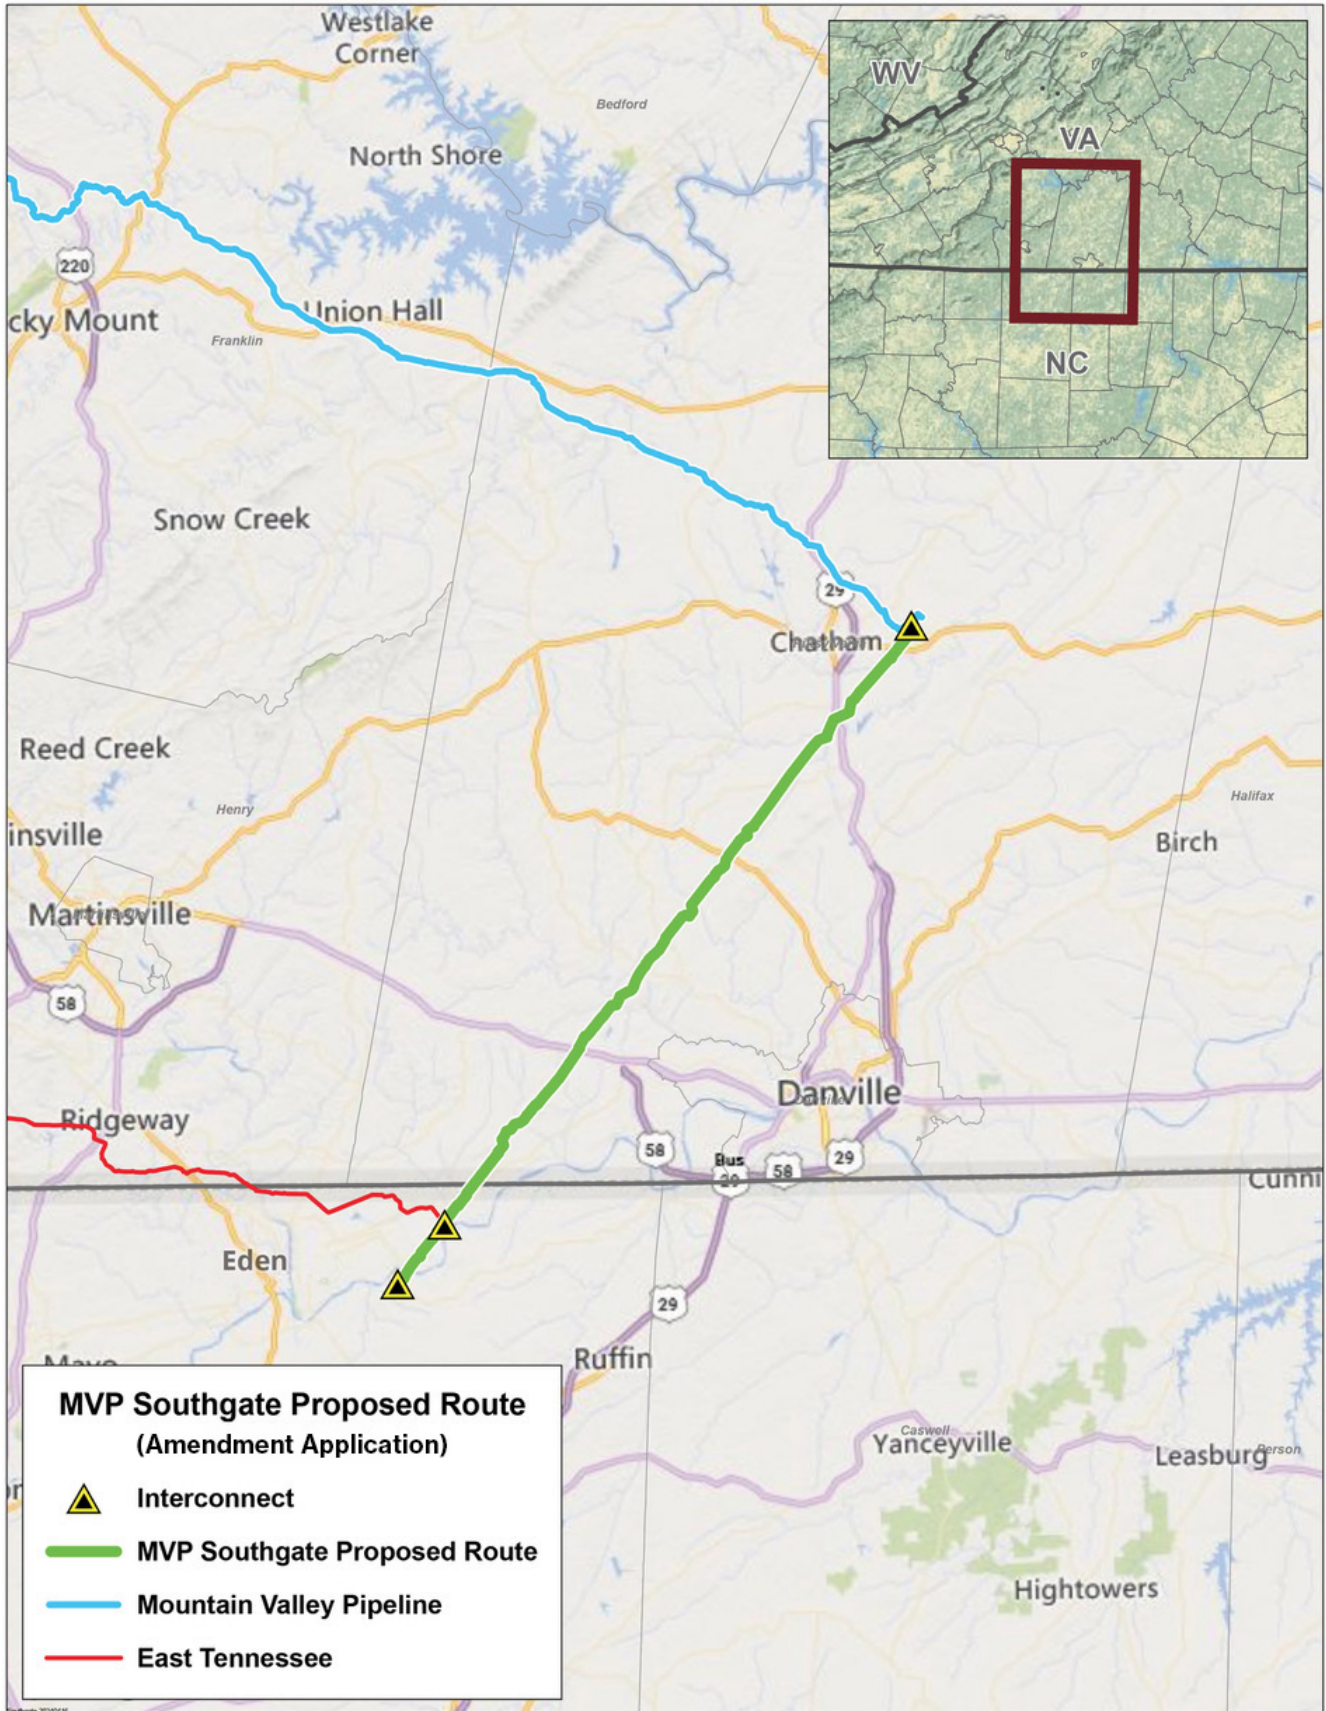 Westlake
Corner
Bedford
North Shore
WV
VA
NC
220
cky Mount
Union Hall
Franklin
Snow Creek
29
Chatham
Reed Creek
Henry
Halifax
insville
Birch
Martinsville
58
Danville
Ridgeway
58
Bus
29
58
29
Cunni
Eden
29
Ruffin
Mayo
Caswell
Yanceyville
Leasburg
Person
Hightowers
MVP Southgate Proposed Route
(Amendment Application)
Interconnect
MVP Southgate Proposed Route
Mountain Valley Pipeline
East Tennessee